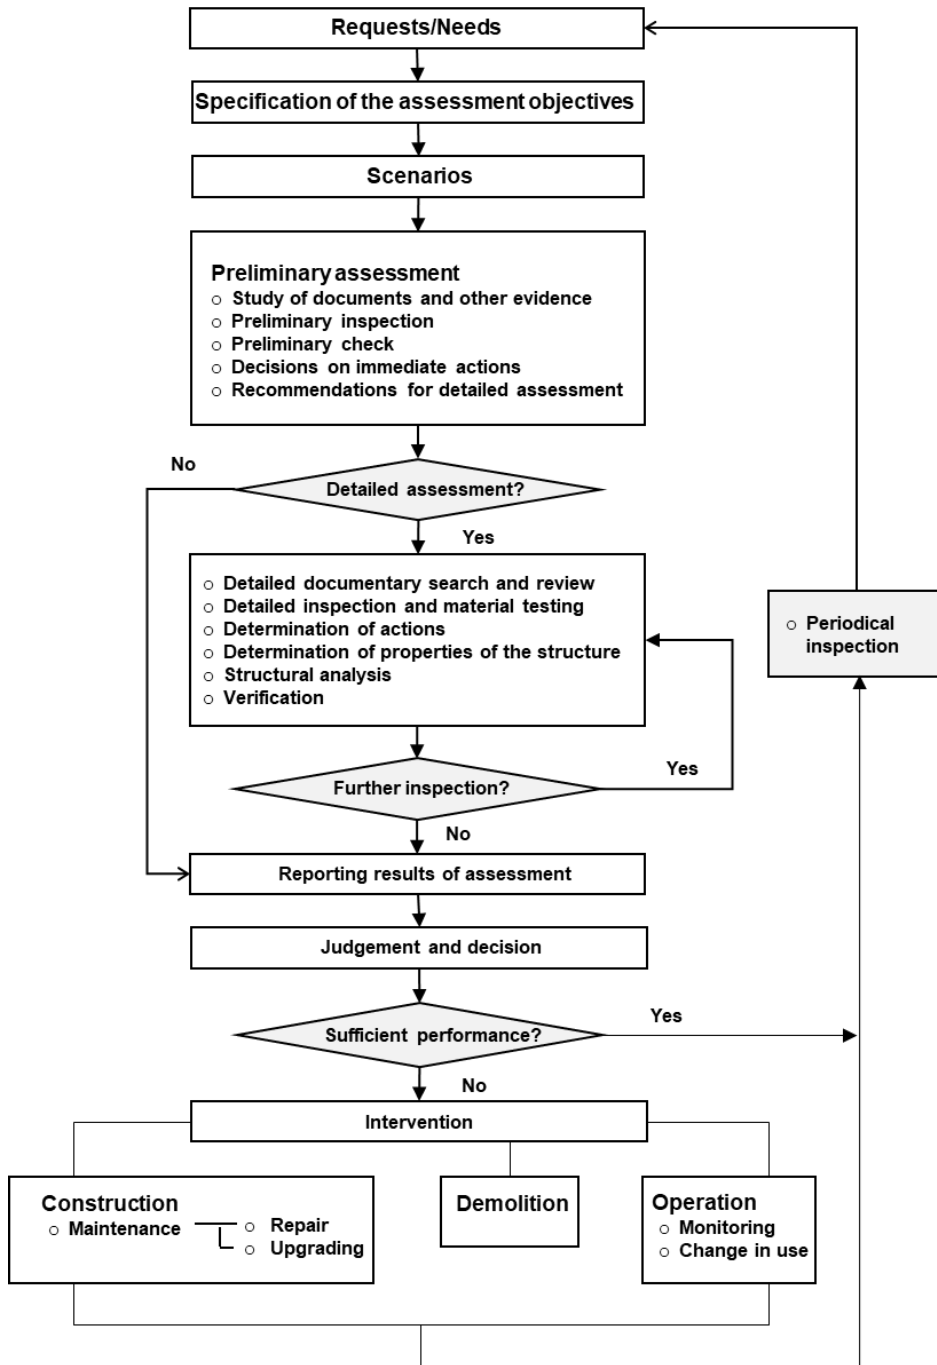 Requests/Needs
Specification of the assessment objectives
Scenarios
Preliminary assessment
○ Study of documents and other evidence
○ Preliminary inspection
○ Preliminary check
○ Decisions on immediate actions
○ Recommendations for detailed assessment
No
Detailed assessment?
Yes
○ Detailed documentary search and review
○ Detailed inspection and material testing
○ Determination of actions
○ Determination of properties of the structure
○ Structural analysis
○ Verification
○ Periodical
inspection
Further inspection?
Yes
No
Reporting results of assessment
Judgement and decision
Sufficient performance?
Yes
No
Intervention
Construction
○ Maintenance
○ Repair
○ Upgrading
Demolition
Operation
○ Monitoring
○ Change in use